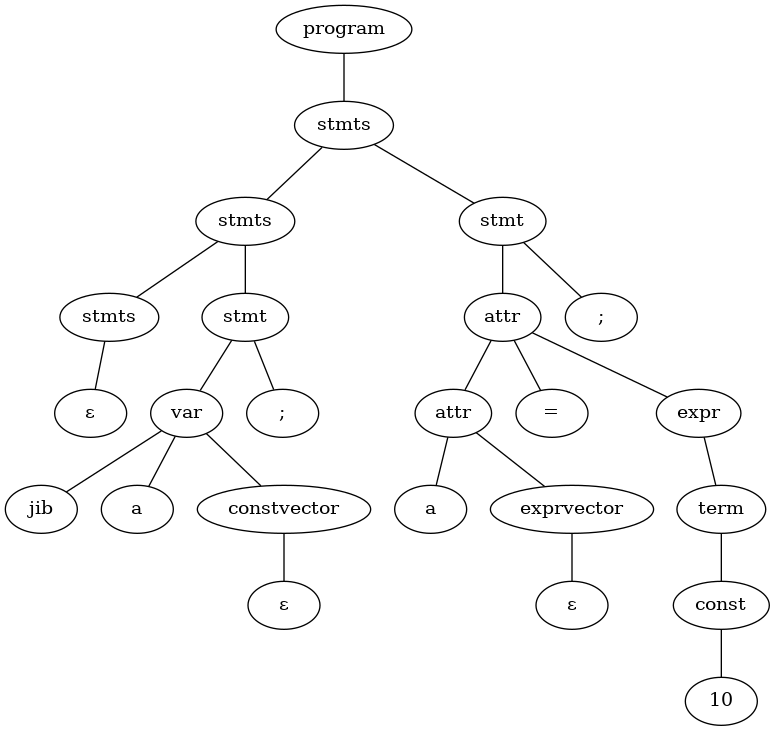 program
stmts
stmts stmt
stmts stmt attr ;
ε var ; attr = expr
jib a constvector a exprvector term
ε ε const
10